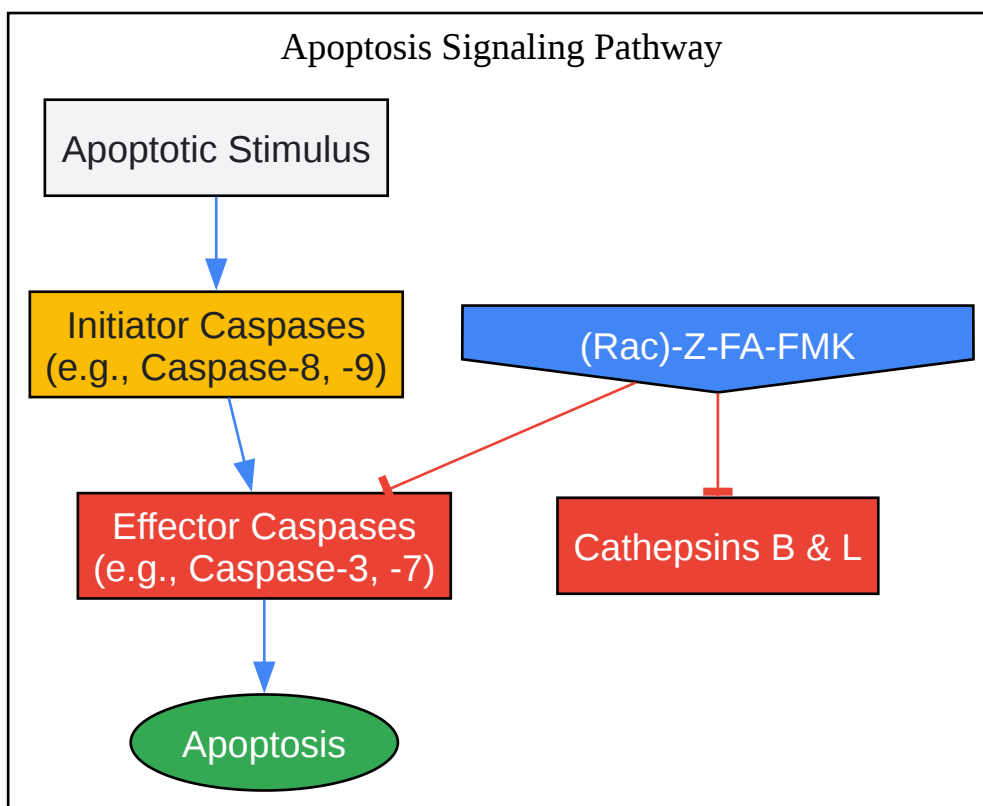 Apoptosis Signaling Pathway
Apoptotic Stimulus
Initiator Caspases
(e.g., Caspase-8, -9)
(Rac)-Z-FA-FMK
Effector Caspases
(e.g., Caspase-3, -7)
Cathepsins B & L
Apoptosis